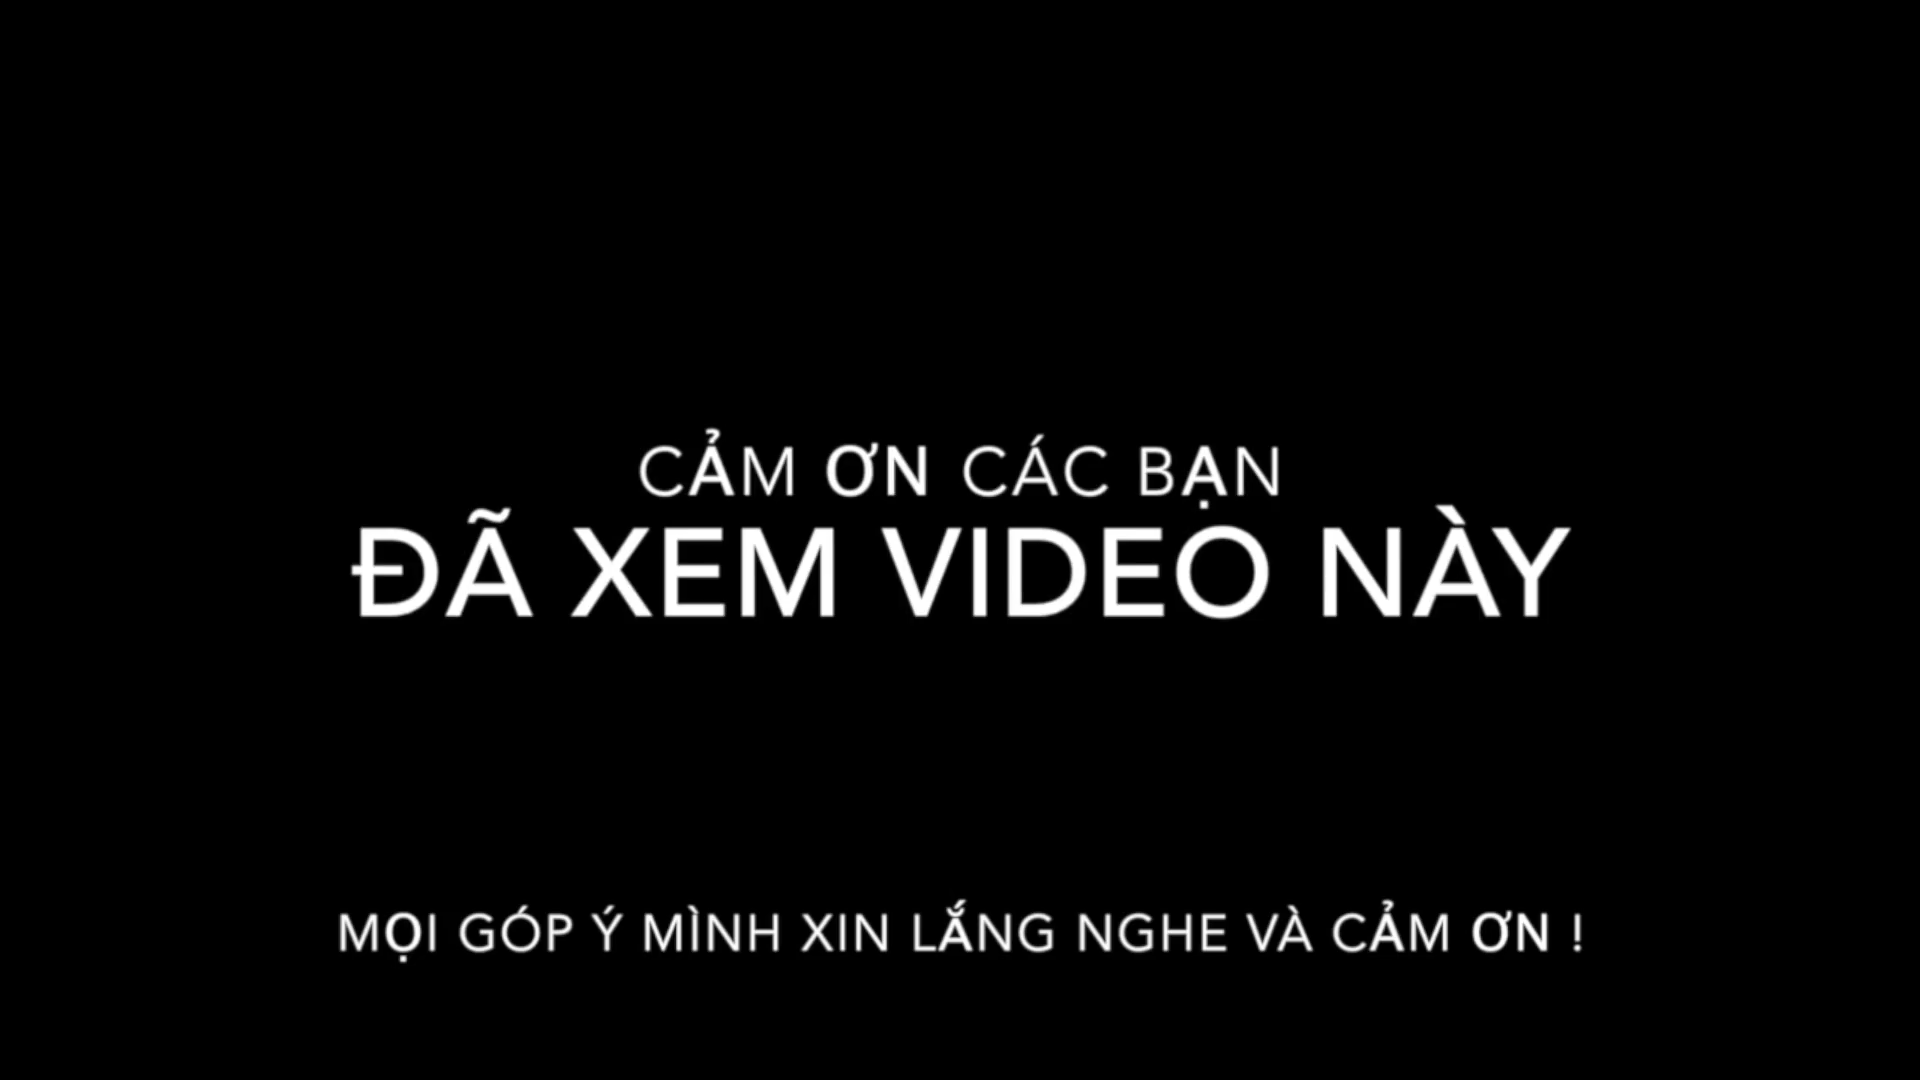 CẢM ƠN CÁC BẠN
ĐÃ XEM VIDEO NÀY
MỌI GÓP Ý MÌNH XIN LẮNG NGHE VÀ CẢM ƠN !